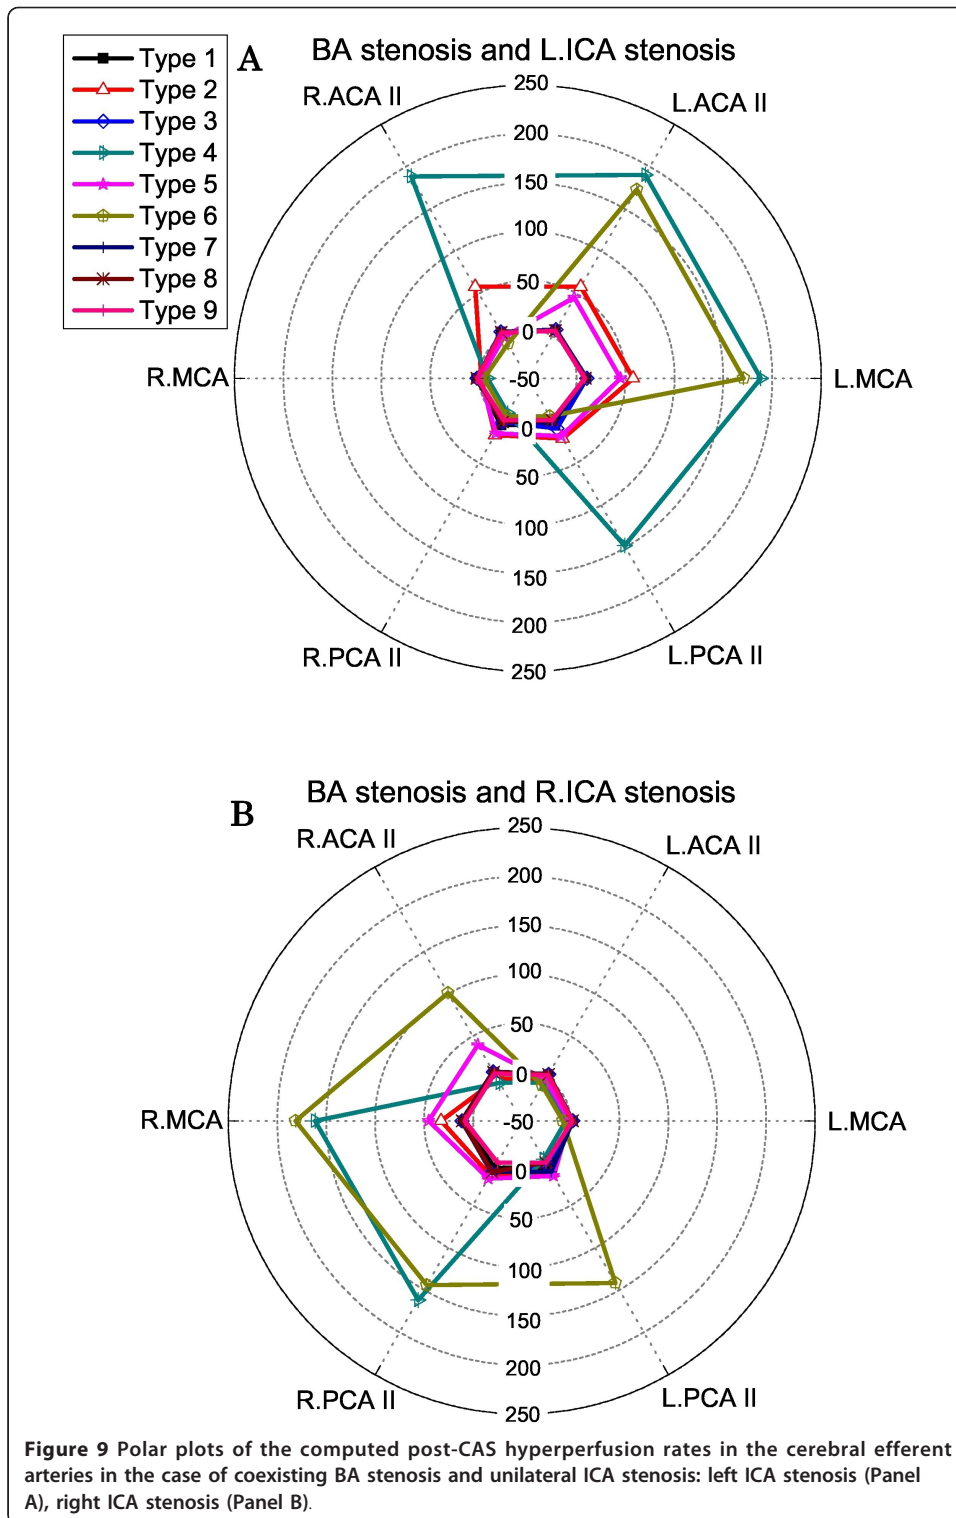 Type 1
Type 2
Type 3
Type 4
Type 5
Type 6
Type 7
Type 8
Type 9
A
BA stenosis and L.ICA stenosis
R.ACA II
L.ACA II
R.MCA
L.MCA
R.PCA II
L.PCA II
250
200
150
100
50
0
-50
0
50
100
150
200
250
B
BA stenosis and R.ICA stenosis
R.ACA II
L.ACA II
R.MCA
L.MCA
R.PCA II
L.PCA II
250
200
150
100
50
0
-50
0
50
100
150
200
250
Figure 9 Polar plots of the computed post-CAS hyperperfusion rates in the cerebral efferent
arteries in the case of coexisting BA stenosis and unilateral ICA stenosis: left ICA stenosis (Panel
A), right ICA stenosis (Panel B).